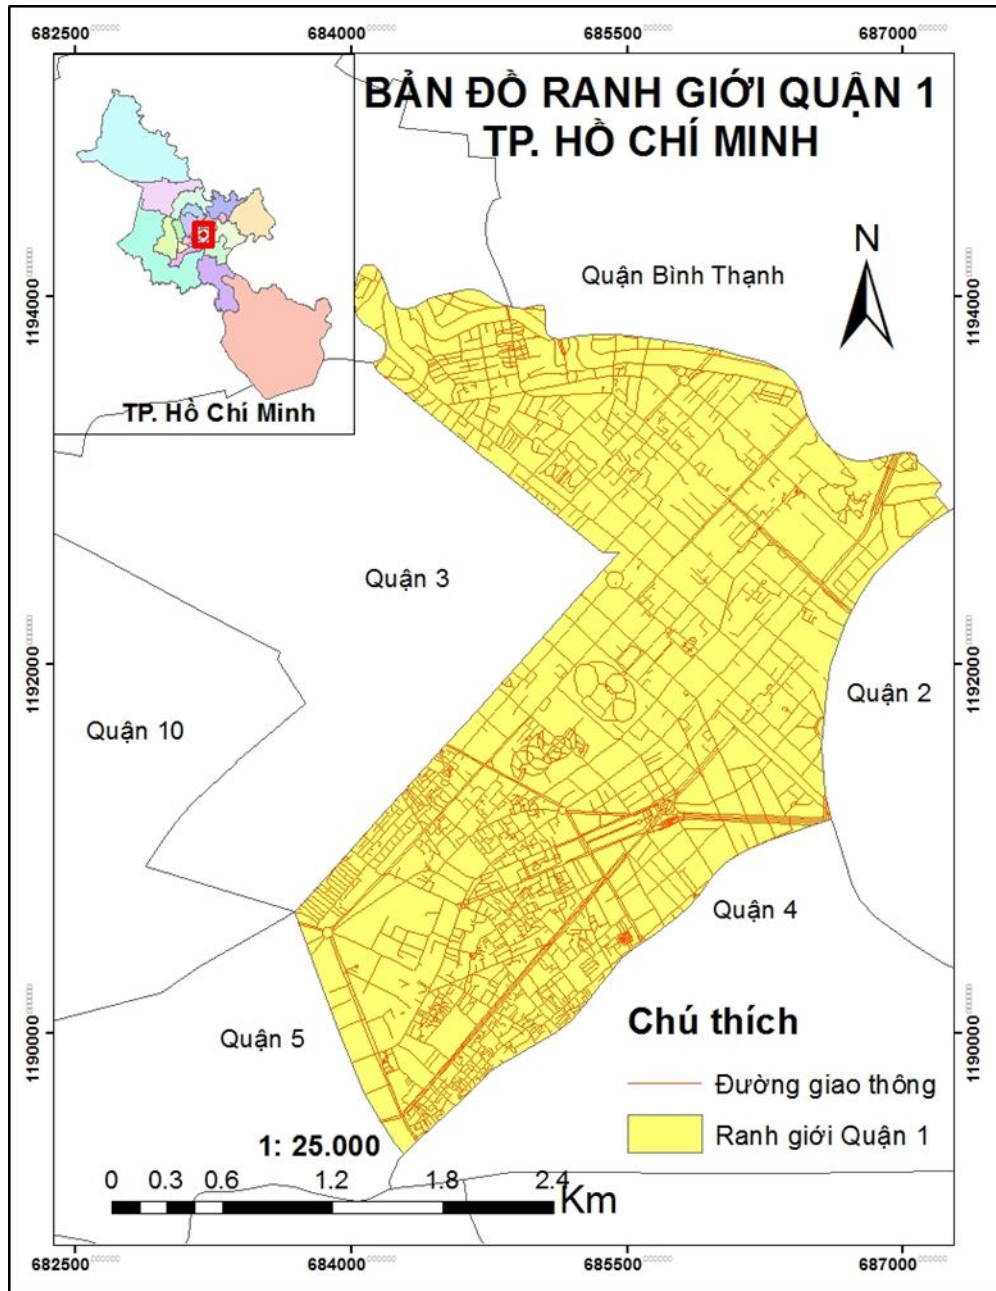 682500 684000 685500 687000
BẢN ĐỒ RANH GIỚI QUẬN 1
TP. HỒ CHÍ MINH
N
Quận Bình Thạnh
1194000
1194000
TP. Hồ Chí Minh
Quận 3
1192000
1192000
Quận 2
Quận 10
Quận 4
Quận 5
1190000
1190000
Chú thích
Đường giao thông
Ranh giới Quận 1
1: 25.000
0 0.3 0.6 1.2 1.8 2.4
Km
682500 684000 685500 687000